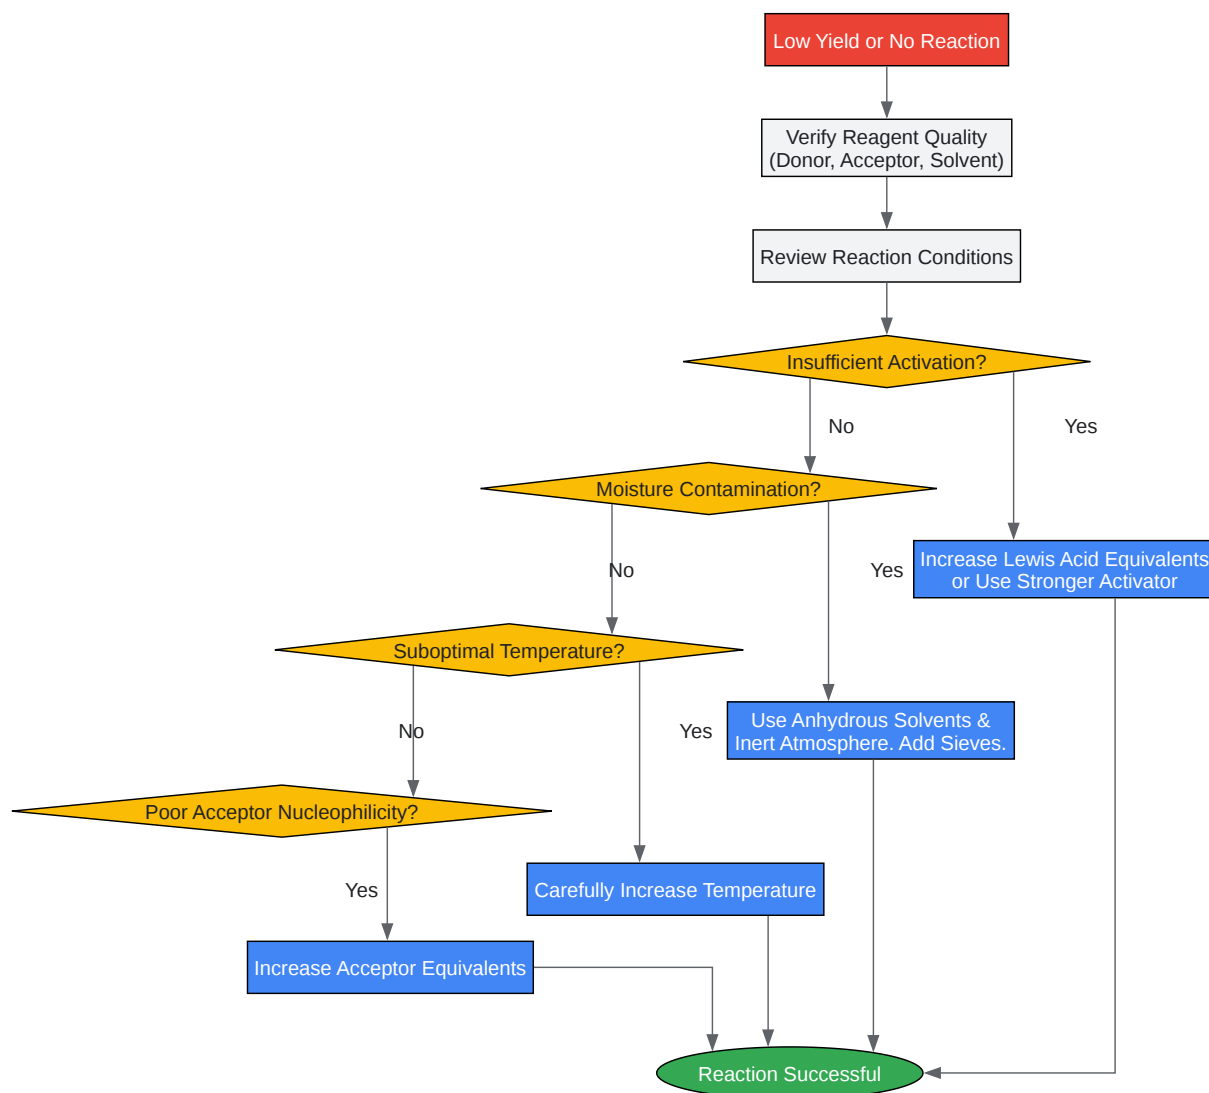 Low Yield or No Reaction
Verify Reagent Quality
(Donor, Acceptor, Solvent)
Review Reaction Conditions
Insufficient Activation?
No
Yes
Moisture Contamination?
No
Yes
Increase Lewis Acid Equivalents
or Use Stronger Activator
Suboptimal Temperature?
No
Yes
Use Anhydrous Solvents &
Inert Atmosphere. Add Sieves.
Poor Acceptor Nucleophilicity?
Yes
Carefully Increase Temperature
Increase Acceptor Equivalents
Reaction Successful